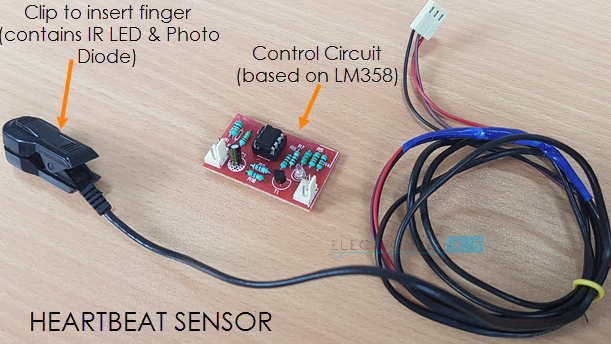 Clip to insert finger
(contains IR LED & Photo
Diode)
Control Circuit
(based on LM358)
HEARTBEAT SENSOR